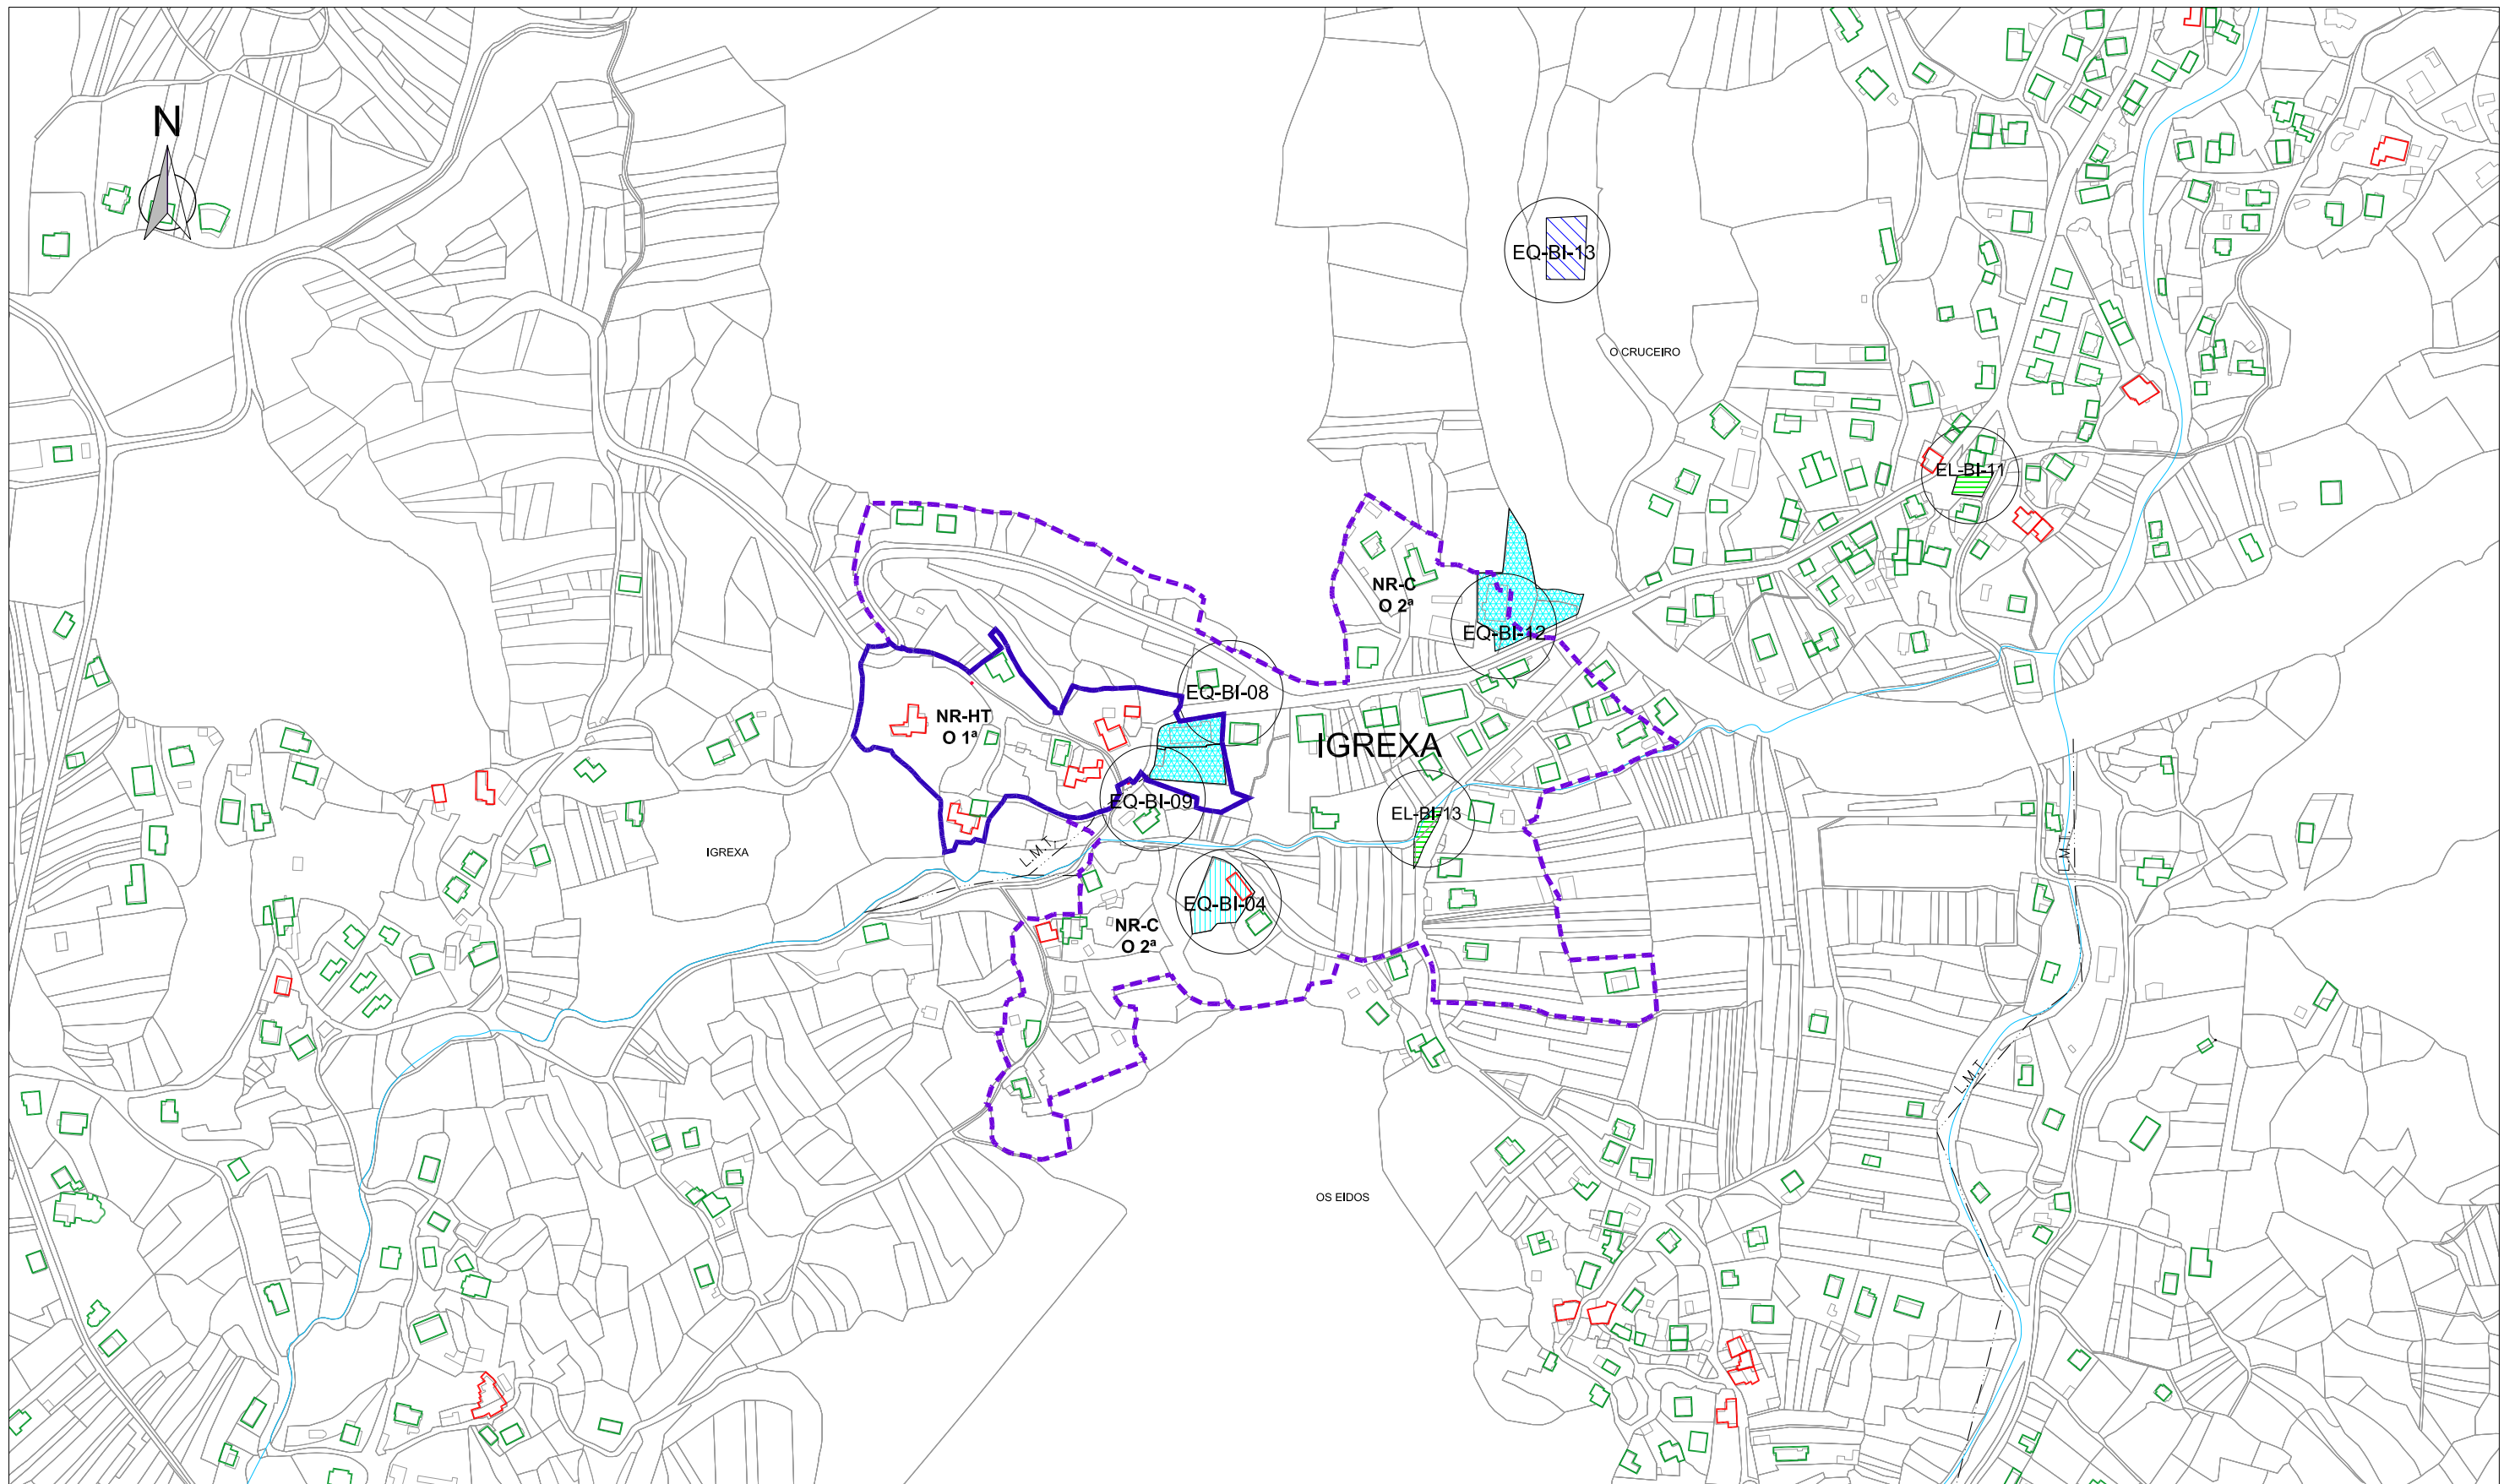 N
EQ-BI-13
O CRUCEIRO
EL-BI-11
NR-C
O 2ª
EQ-BI-12
EQ-BI-08
NR-HT
O 1ª
IGREXA
EQ-BI-09
EL-BI-13
L.M.T.
IGREXA
L.M.T.
EQ-BI-04
NR-C
O 2ª
L.M.T.
OS EIDOS